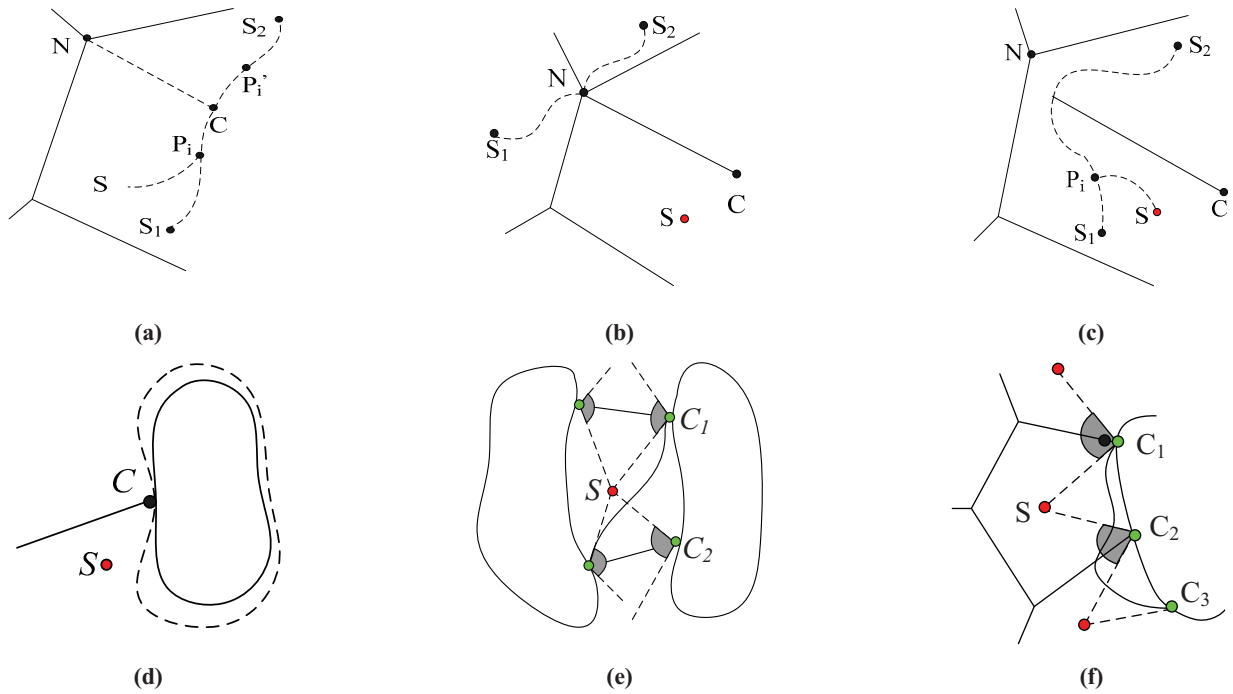 S₂
N
Pᵢ'
C
Pᵢ
S
S₁
(a)
S₂
N
S₁
C
S
(b)
N
S₂
Pᵢ
C
S
S₁
(c)
C
S
(d)
C₁
S
C₂
(e)
C₁
S
C₂
C₃
(f)